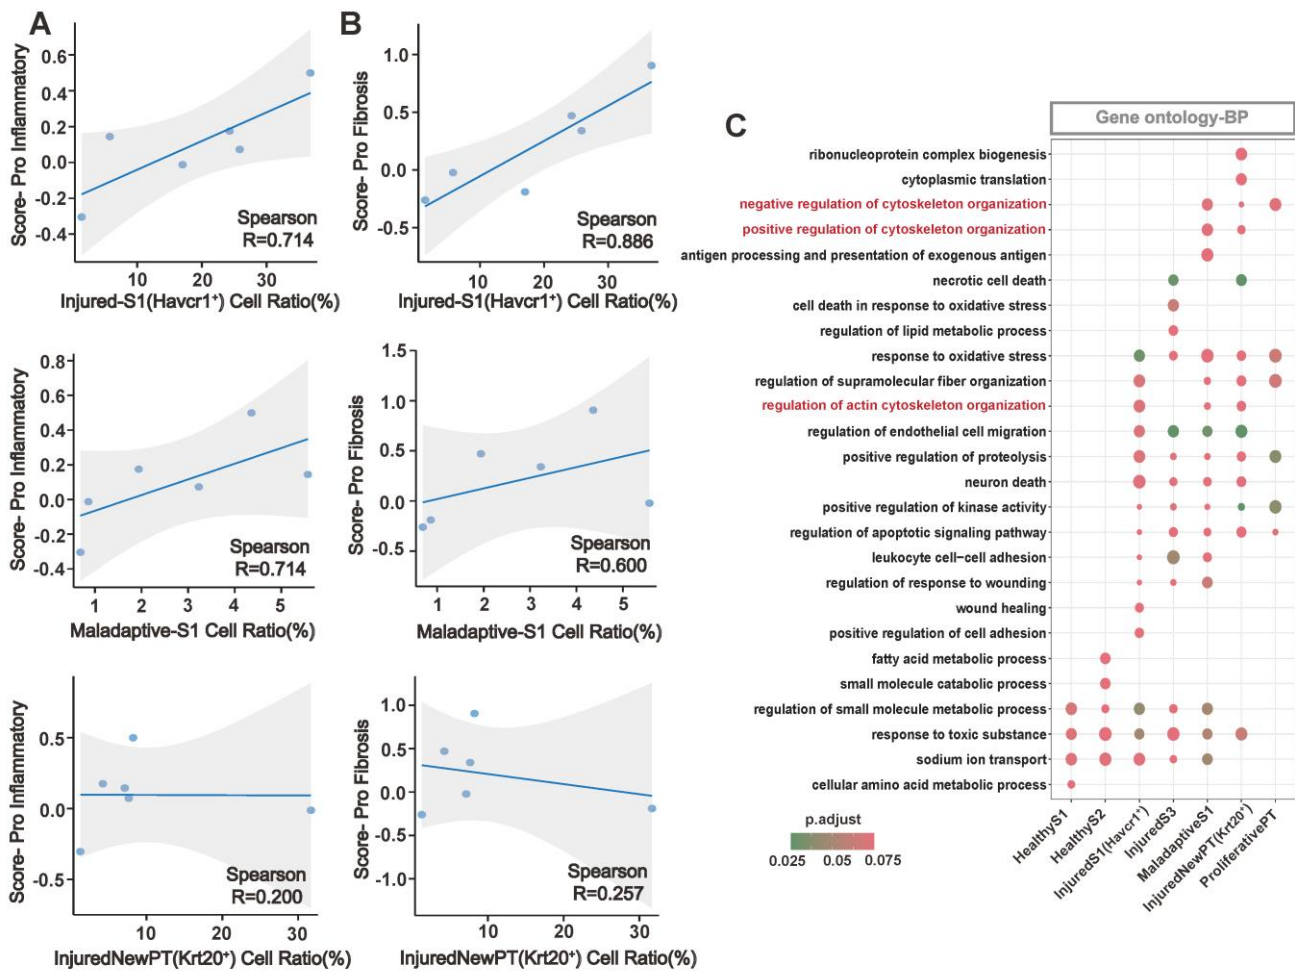 A
Score- Pro Inflammatory
0.6
0.4
0.2
0.0
-0.2
-0.4
Spearson
R=0.714
10
20
30
Injured-S1(Havcr1⁺) Cell Ratio(%)
B
Score- Pro Fibrosis
1.0
0.5
0.0
-0.5
Spearson
R=0.886
10
20
30
Injured-S1(Havcr1⁺) Cell Ratio(%)
Score- Pro Inflammatory
0.8
0.6
0.4
0.2
0.0
-0.2
-0.4
Spearson
R=0.714
1
2
3
4
5
Maladaptive-S1 Cell Ratio(%)
Score- Pro Fibrosis
1.5
1.0
0.5
0.0
-0.5
Spearson
R=0.600
1
2
3
4
5
Maladaptive-S1 Cell Ratio(%)
Score- Pro Inflammatory
0.5
0.0
-0.5
Spearson
R=0.200
10
20
30
InjuredNewPT(Krt20⁺) Cell Ratio(%)
Score- Pro Fibrosis
1.0
0.5
0.0
-0.5
-1.0
Spearson
R=0.257
10
20
30
InjuredNewPT(Krt20⁺) Cell Ratio(%)
C
Gene ontology-BP
ribonucleoprotein complex biogenesis
cytoplasmic translation
negative regulation of cytoskeleton organization
positive regulation of cytoskeleton organization
antigen processing and presentation of exogenous antigen
necrotic cell death
cell death in response to oxidative stress
regulation of lipid metabolic process
response to oxidative stress
regulation of supramolecular fiber organization
regulation of actin cytoskeleton organization
regulation of endothelial cell migration
positive regulation of proteolysis
neuron death
positive regulation of kinase activity
regulation of apoptotic signaling pathway
leukocyte cell−cell adhesion
regulation of response to wounding
wound healing
positive regulation of cell adhesion
fatty acid metabolic process
small molecule catabolic process
regulation of small molecule metabolic process
response to toxic substance
sodium ion transport
cellular amino acid metabolic process
HealthyS1
HealthyS2
InjuredS1(Havcr1⁺)
InjuredS3
MaladaptiveS1
InjuredNewPT(Krt20⁺)
ProliferativePT
p.adjust
0.025
0.05
0.075